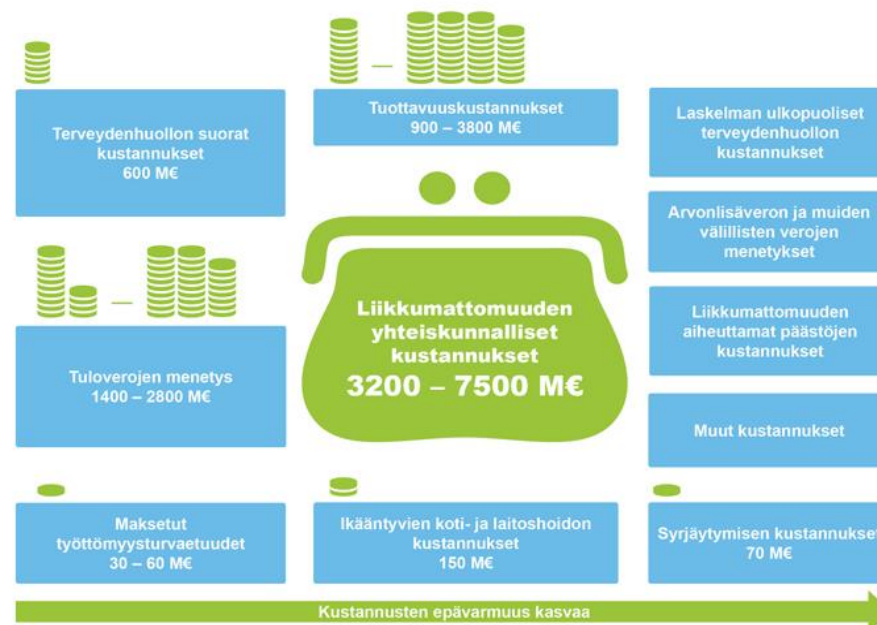 Terveydenhuollon suorat
kustannukset
600 M€
Tuottavuuskustannukset
900 – 3800 M€
Laskelman ulkopuoliset
terveydenhuollon
kustannukset
Arvonlisäveron ja muiden
välillisten verojen
menetykset
Liikkumattomuuden
yhteiskunnalliset
kustannukset
3200 – 7500 M€
Liikkumattomuuden
aiheuttamat päästöjen
kustannukset
Tuloverojen menetys
1400 – 2800 M€
Muut kustannukset
Maksetut
työttömyysturvaetuudet
30 – 60 M€
Ikääntyvien koti- ja laitoshoidon
kustannukset
150 M€
Syrjäytymisen kustannukset
70 M€
Kustannusten epävarmuus kasvaa